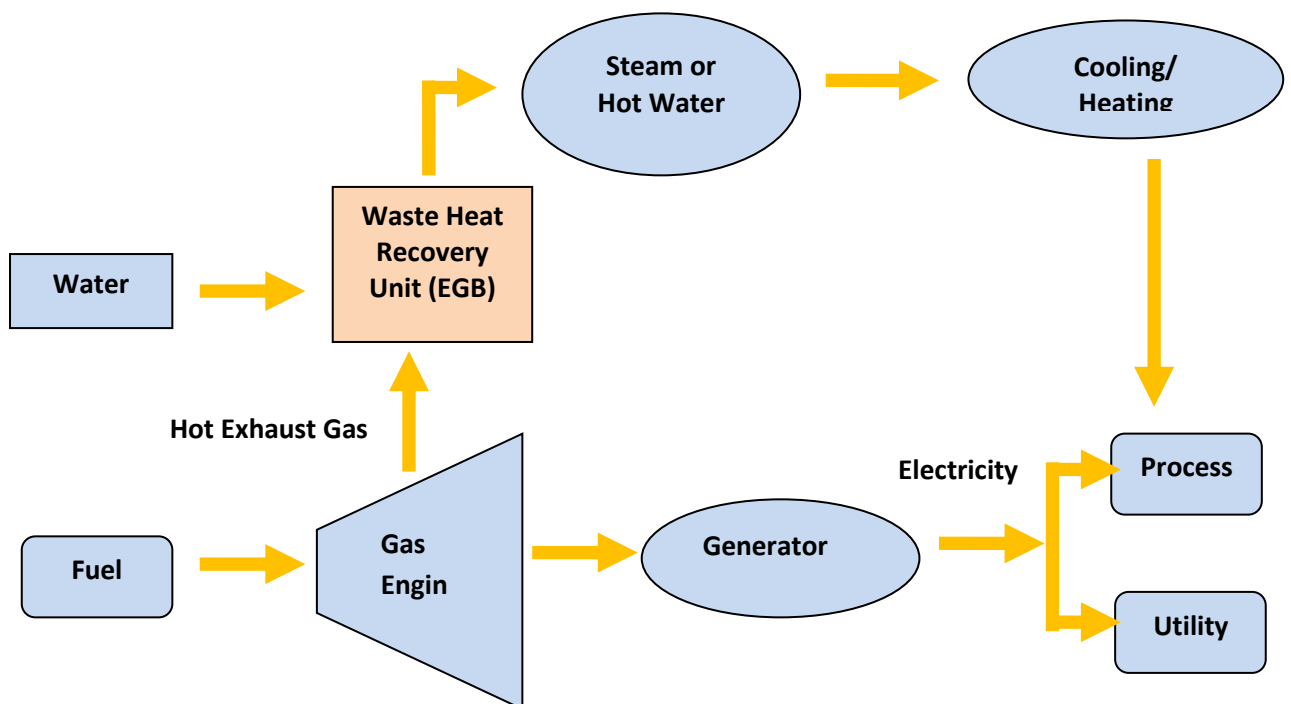 Steam or
Hot Water
Cooling/
Heating
Waste Heat
Recovery
Unit (EGB)
Water
Hot Exhaust Gas
Electricity
Process
Fuel
Gas
Engin
Generator
Utility